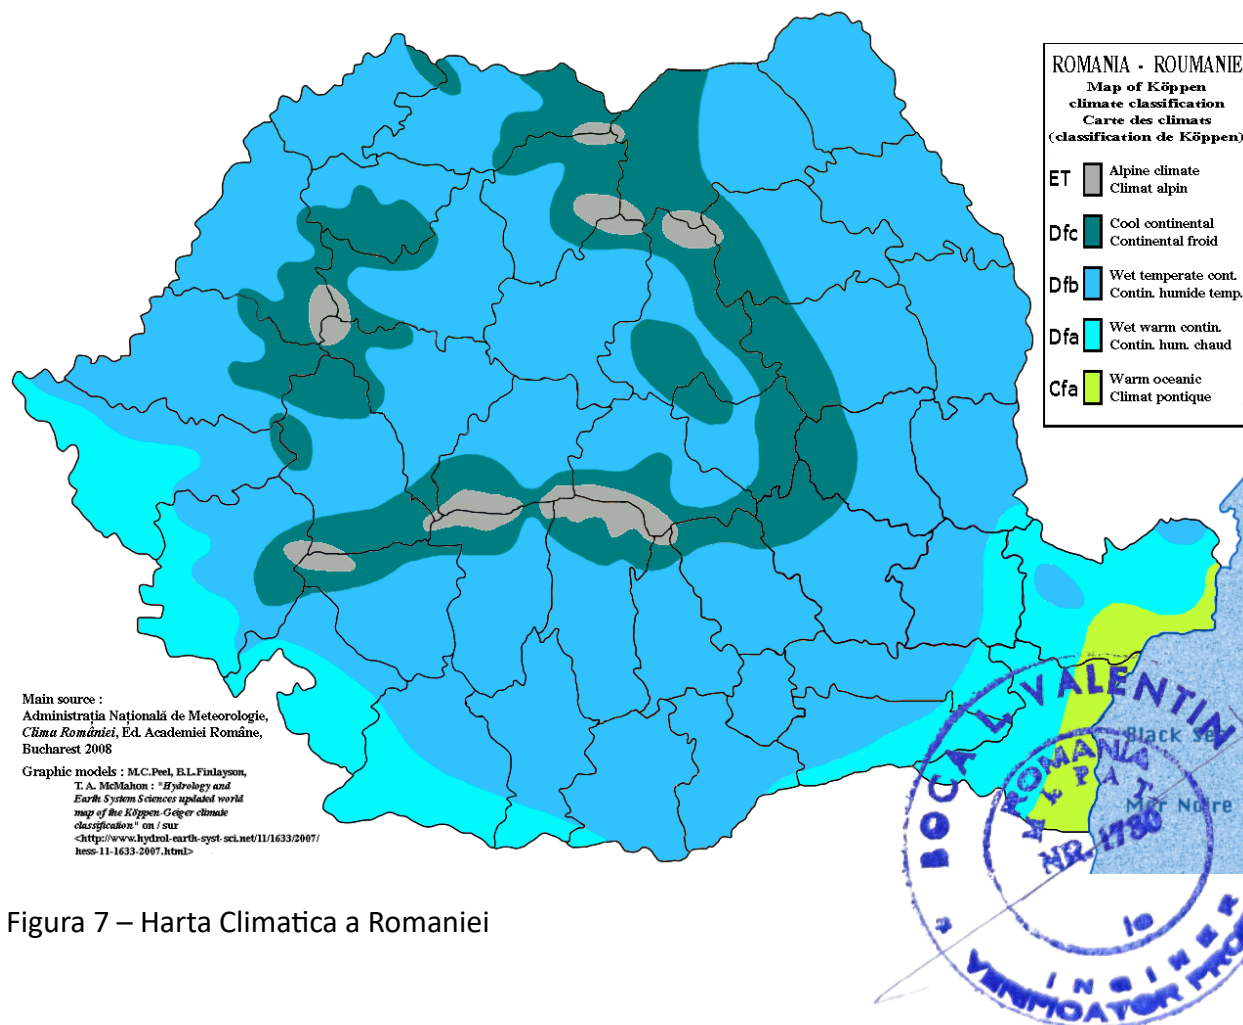 ROMANIA - ROUMANIE
Map of Köppen
climate classification
Carte des climats
(classification de Köppen)
ET
Alpine climate
Climat alpin
Dfc
Cool continental
Continental froid
Dfb
Wet temperate cont.
Contin. humide temp.
Dfa
Wet warm contin.
Contin. hum. chaud
Cfa
Warm oceanic
Climat pontique
Main source :
Administrația Națională de Meteorologie,
Clima României, Ed. Academiei Române,
Bucharest 2008
Graphic models : M.C.Peel, B.L.Finlayson,
T. A. McMahon : "Hydrology and
Earth System Sciences updated world
map of the Köppen-Geiger climate
classification" on / sur
<http://www.hydrol-earth-syst-sci.net/11/1633/2007/
hess-11-1633-2007.html>
Black Se
Mer Noire
BOCA L VALENTIN
ROMANIA
NR. 1780
Figura 7 – Harta Climatica a Romaniei